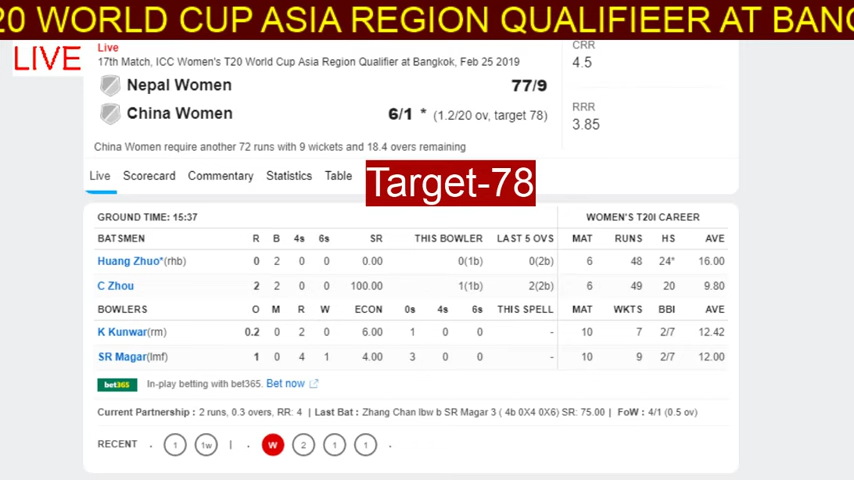 20 WORLD CUP ASIA REGION QUALIFIEER AT BANG
LIVE
Live
17th Match, ICC Women's T20 World Cup Asia Region Qualifier at Bangkok, Feb 25 2019
Nepal Women 77/9
China Women 6/1 * (1.2/20 ov, target 78)
China Women require another 72 runs with 9 wickets and 18.4 overs remaining
CRR
4.5
RRR
3.85
Live Scorecard Commentary Statistics Table
Target-78
GROUND TIME: 15:37 WOMEN'S T20I CAREER
BATSMEN R B 4s 6s SR THIS BOWLER LAST 5 OVS MAT RUNS HS AVE
Huang Zhuo*(rhb) 0 2 0 0 0.00 0(1b) 0(2b) 6 48 24* 16.00
C Zhou 2 2 0 0 100.00 1(1b) 2(2b) 6 49 20 9.80
BOWLERS O M R W ECON 0s 4s 6s THIS SPELL MAT WKTS BBI AVE
K Kunwar(rm) 0.2 0 2 0 6.00 1 0 0 - 10 7 2/7 12.42
SR Magar(lmf) 1 0 4 1 4.00 3 0 0 - 10 9 2/7 12.00
bet365 In-play betting with bet365. Bet now
Current Partnership : 2 runs, 0.3 overs, RR: 4 | Last Bat : Zhang Chan lbw b SR Magar 3 ( 4b 0X4 0X6) SR: 75.00 | FoW : 4/1 (0.5 ov)
RECENT . 1 1w | . W 2 1 1 .